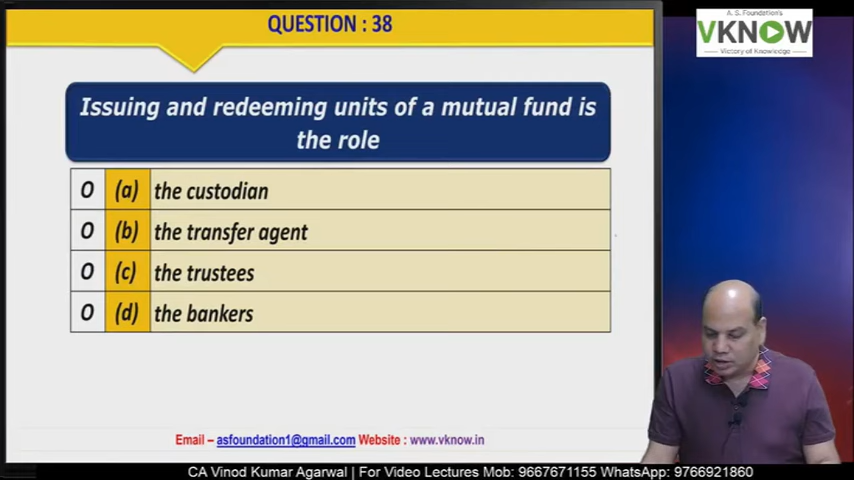 QUESTION : 38
A. S. Foundation's
VKNOW
Victory of Knowledge
Issuing and redeeming units of a mutual fund is
the role
O (a) the custodian
O (b) the transfer agent
O (c) the trustees
O (d) the bankers
Email – asfoundation1@gmail.com Website : www.vknow.in
CA Vinod Kumar Agarwal | For Video Lectures Mob: 9667671155 WhatsApp: 9766921860